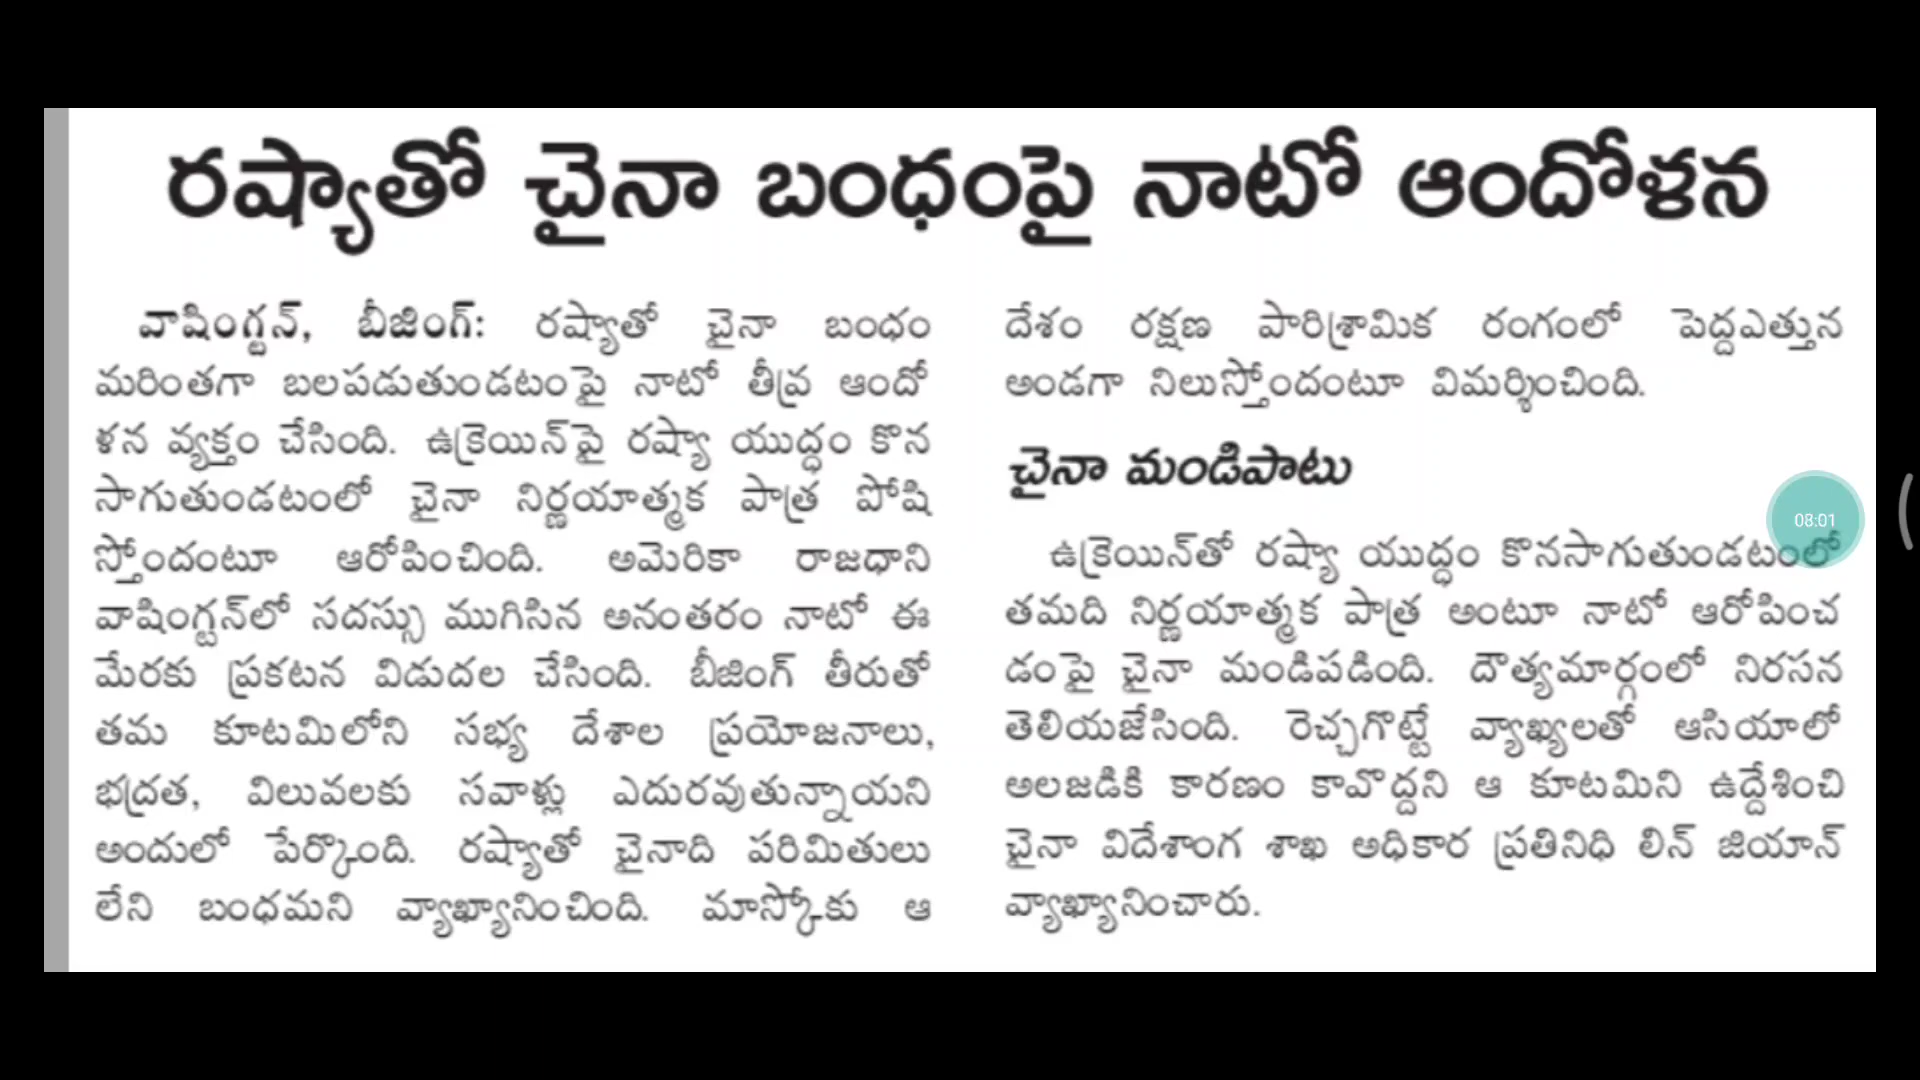 రష్యాతో చైనా బంధంపై నాటో ఆందోళన
వాషింగ్టన్, బీజింగ్: రష్యాతో చైనా బంధం
మరింతగా బలపడుతుండటంపై నాటో తీవ్ర ఆందో
ళన వ్యక్తం చేసింది. ఉక్రెయిన్‌పై రష్యా యుద్ధం కొన
సాగుతుండటంలో చైనా నిర్ణయాత్మక పాత్ర పోషి
స్తోందంటూ ఆరోపించింది. అమెరికా రాజధాని
వాషింగ్టన్‌లో సదస్సు ముగిసిన అనంతరం నాటో ఈ
మేరకు ప్రకటన విడుదల చేసింది. బీజింగ్ తీరుతో
తమ కూటమిలోని సభ్య దేశాల ప్రయోజనాలు,
భద్రత, విలువలకు సవాళ్లు ఎదురవుతున్నాయని
అందులో పేర్కొంది. రష్యాతో చైనాది పరిమితులు
లేని బంధమని వ్యాఖ్యానించింది. మాస్కోకు ఆ
దేశం రక్షణ పారిశ్రామిక రంగంలో పెద్దఎత్తున
అండగా నిలుస్తోందంటూ విమర్శించింది.
చైనా మండిపాటు
ఉక్రెయిన్‌తో రష్యా యుద్ధం కొనసాగుతుండటంలో
తమది నిర్ణయాత్మక పాత్ర అంటూ నాటో ఆరోపించ
డంపై చైనా మండిపడింది. దౌత్యమార్గంలో నిరసన
తెలియజేసింది. రెచ్చగొట్టే వ్యాఖ్యలతో ఆసియాలో
అలజడికి కారణం కావొద్దని ఆ కూటమిని ఉద్దేశించి
చైనా విదేశాంగ శాఖ అధికార ప్రతినిధి లిన్ జియాన్
వ్యాఖ్యానించారు.
08:01